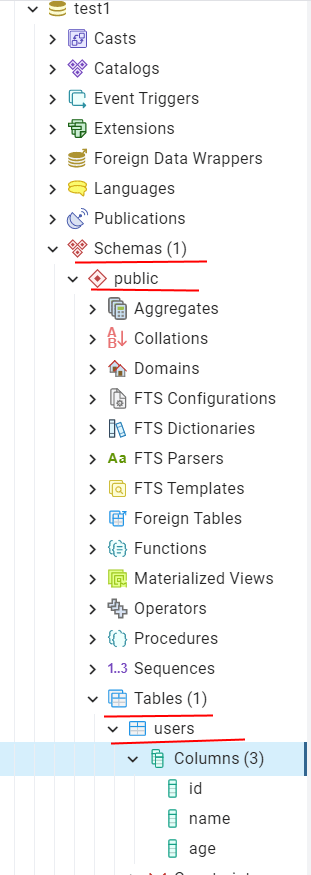 test1
Casts
Catalogs
Event Triggers
Extensions
Foreign Data Wrappers
Languages
Publications
Schemas (1)
public
Aggregates
Collations
Domains
FTS Configurations
FTS Dictionaries
Aa FTS Parsers
FTS Templates
Foreign Tables
Functions
Materialized Views
Operators
Procedures
1..3 Sequences
Tables (1)
users
Columns (3)
id
name
age